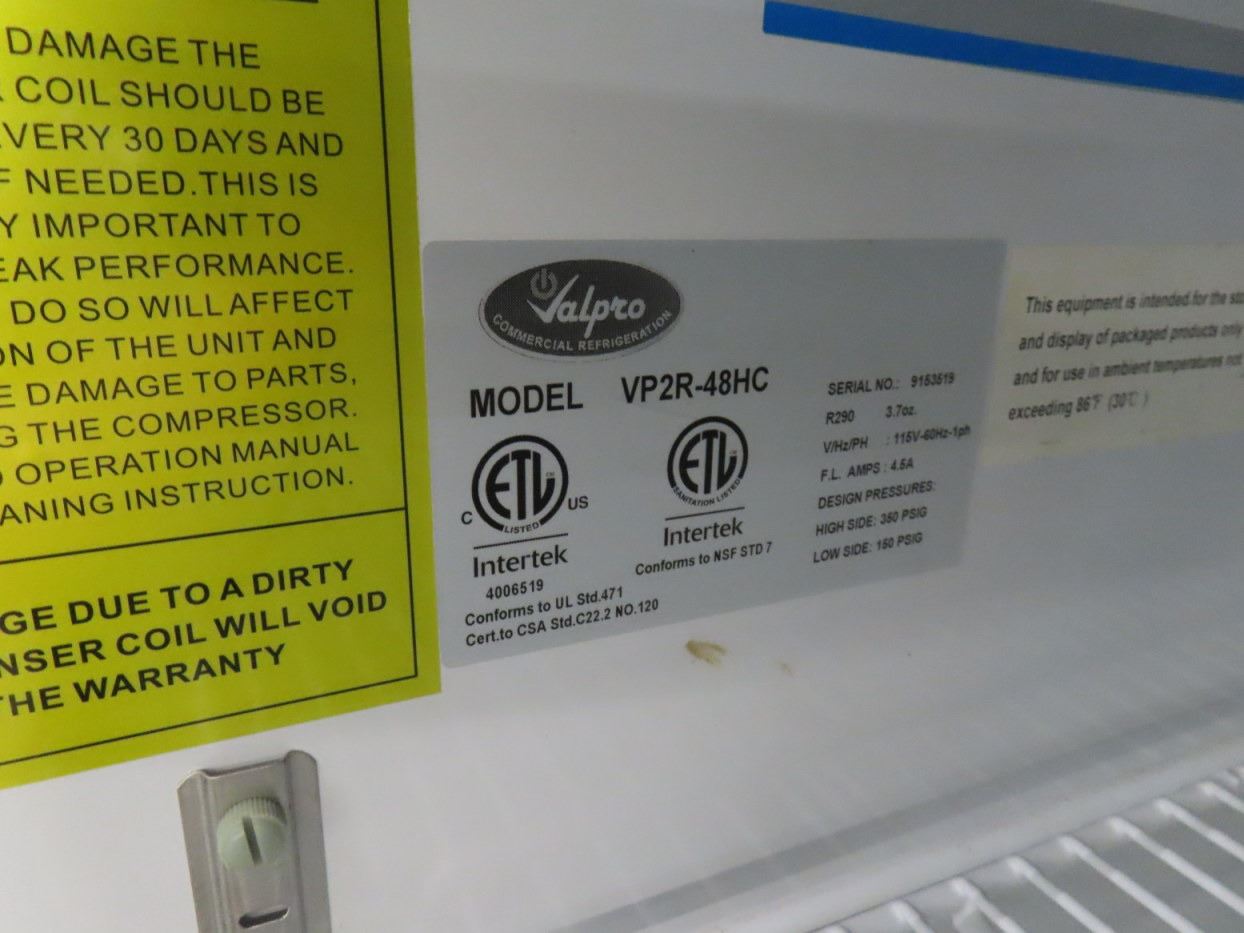 DAMAGE THE
COIL SHOULD BE
VERY 30 DAYS AND
F NEEDED.THIS IS
Y IMPORTANT TO
EAK PERFORMANCE.
DO SO WILL AFFECT
ON OF THE UNIT AND
E DAMAGE TO PARTS,
G THE COMPRESSOR.
OPERATION MANUAL
ANING INSTRUCTION.
GE DUE TO A DIRTY
NSER COIL WILL VOID
THE WARRANTY
Valpro
COMMERCIAL REFRIGERATION
MODEL VP2R-48HC
ETL
LISTED
C US
Intertek
4006519
Conforms to UL Std.471
Cert.to CSA Std.C22.2 NO.120
ETL
SANITATION LISTED
Intertek
Conforms to NSF STD 7
SERIAL NO.: 9153519
R290 3.7oz.
V/Hz/PH : 115V-60Hz-1ph
F.L. AMPS : 4.5A
DESIGN PRESSURES:
HIGH SIDE: 350 PSIG
LOW SIDE: 150 PSIG
This equipment is intended for the sto
and display of packaged products only
and for use in ambient temperatures not
exceeding 86°F (30℃)